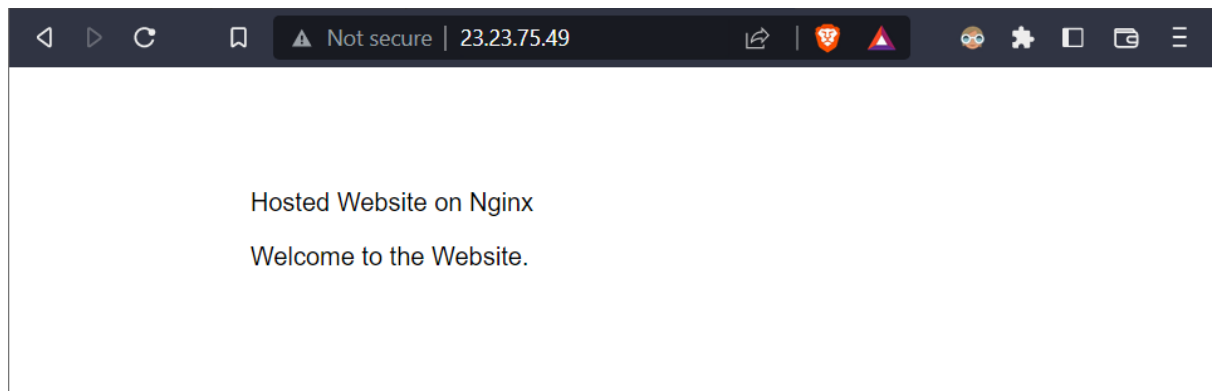 Not secure | 23.23.75.49
Hosted Website on Nginx
Welcome to the Website.